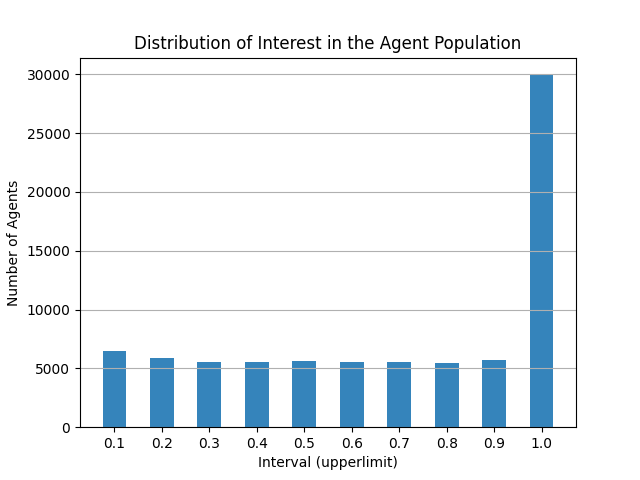 Distribution of Interest in the Agent Population
Number of Agents
30000
25000
20000
15000
10000
5000
0
0.1 0.2 0.3 0.4 0.5 0.6 0.7 0.8 0.9 1.0
Interval (upperlimit)